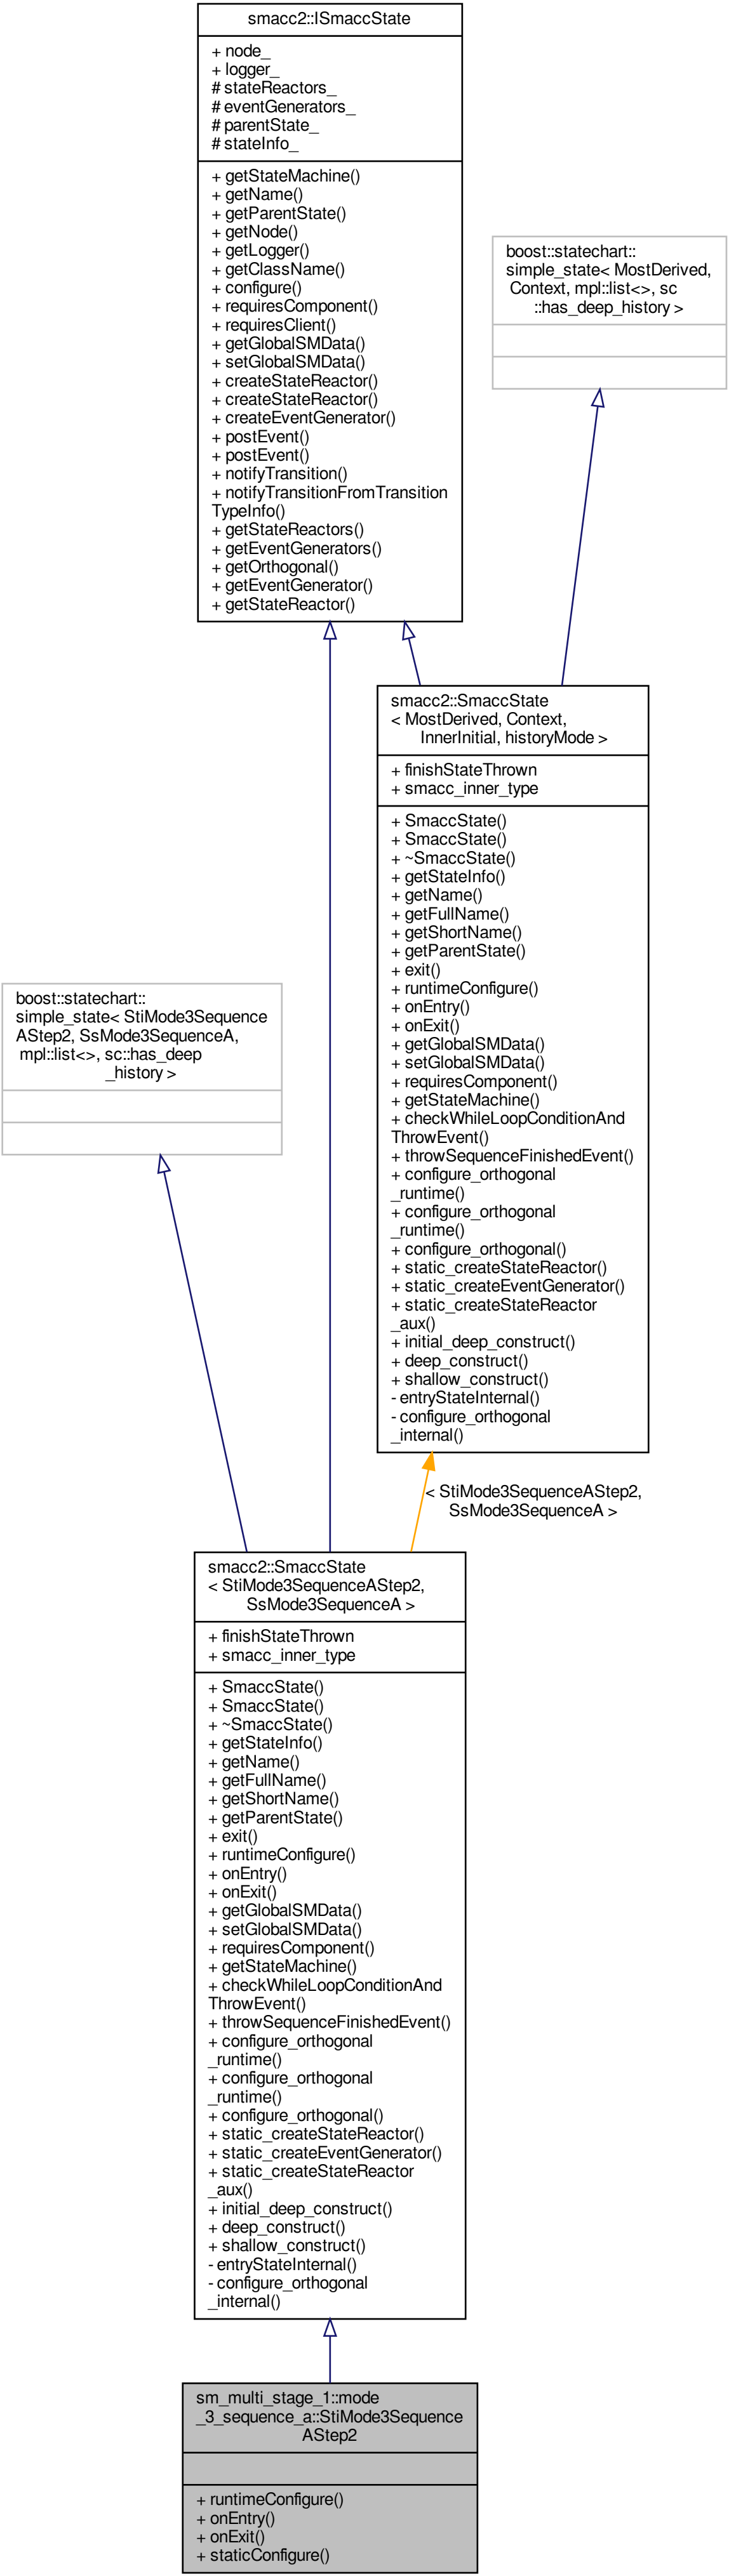 smacc2::ISmaccState
+ node_
+ logger_
# stateReactors_
# eventGenerators_
# parentState_
# stateInfo_
+ getStateMachine()
+ getName()
+ getParentState()
+ getNode()
+ getLogger()
+ getClassName()
+ configure()
+ requiresComponent()
+ requiresClient()
+ getGlobalSMData()
+ setGlobalSMData()
+ createStateReactor()
+ createStateReactor()
+ createEventGenerator()
+ postEvent()
+ postEvent()
+ notifyTransition()
+ notifyTransitionFromTransition
TypeInfo()
+ getStateReactors()
+ getEventGenerators()
+ getOrthogonal()
+ getEventGenerator()
+ getStateReactor()
boost::statechart::
simple_state< MostDerived,
Context, mpl::list<>, sc
::has_deep_history >
smacc2::SmaccState
< MostDerived, Context,
InnerInitial, historyMode >
+ finishStateThrown
+ smacc_inner_type
+ SmaccState()
+ SmaccState()
+ ~SmaccState()
+ getStateInfo()
+ getName()
+ getFullName()
+ getShortName()
+ getParentState()
+ exit()
+ runtimeConfigure()
+ onEntry()
+ onExit()
+ getGlobalSMData()
+ setGlobalSMData()
+ requiresComponent()
+ getStateMachine()
+ checkWhileLoopConditionAnd
ThrowEvent()
+ throwSequenceFinishedEvent()
+ configure_orthogonal
_runtime()
+ configure_orthogonal
_runtime()
+ configure_orthogonal()
+ static_createStateReactor()
+ static_createEventGenerator()
+ static_createStateReactor
_aux()
+ initial_deep_construct()
+ deep_construct()
+ shallow_construct()
- entryStateInternal()
- configure_orthogonal
_internal()
boost::statechart::
simple_state< StiMode3Sequence
AStep2, SsMode3SequenceA,
mpl::list<>, sc::has_deep
_history >
< StiMode3SequenceAStep2,
SsMode3SequenceA >
smacc2::SmaccState
< StiMode3SequenceAStep2,
SsMode3SequenceA >
+ finishStateThrown
+ smacc_inner_type
+ SmaccState()
+ SmaccState()
+ ~SmaccState()
+ getStateInfo()
+ getName()
+ getFullName()
+ getShortName()
+ getParentState()
+ exit()
+ runtimeConfigure()
+ onEntry()
+ onExit()
+ getGlobalSMData()
+ setGlobalSMData()
+ requiresComponent()
+ getStateMachine()
+ checkWhileLoopConditionAnd
ThrowEvent()
+ throwSequenceFinishedEvent()
+ configure_orthogonal
_runtime()
+ configure_orthogonal
_runtime()
+ configure_orthogonal()
+ static_createStateReactor()
+ static_createEventGenerator()
+ static_createStateReactor
_aux()
+ initial_deep_construct()
+ deep_construct()
+ shallow_construct()
- entryStateInternal()
- configure_orthogonal
_internal()
sm_multi_stage_1::mode
_3_sequence_a::StiMode3Sequence
AStep2
+ runtimeConfigure()
+ onEntry()
+ onExit()
+ staticConfigure()